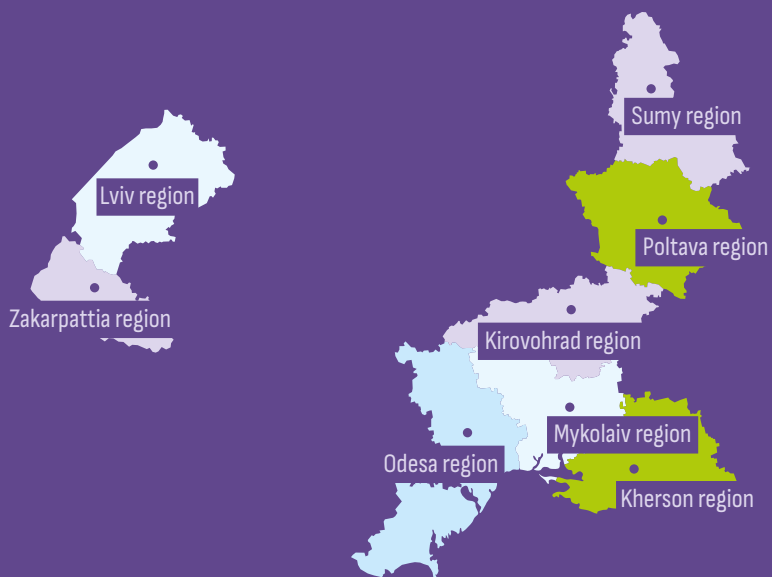 Sumy region
Lviv region
Poltava region
Zakarpattia region
Kirovohrad region
Mykolaiv region
Odesa region
Kherson region